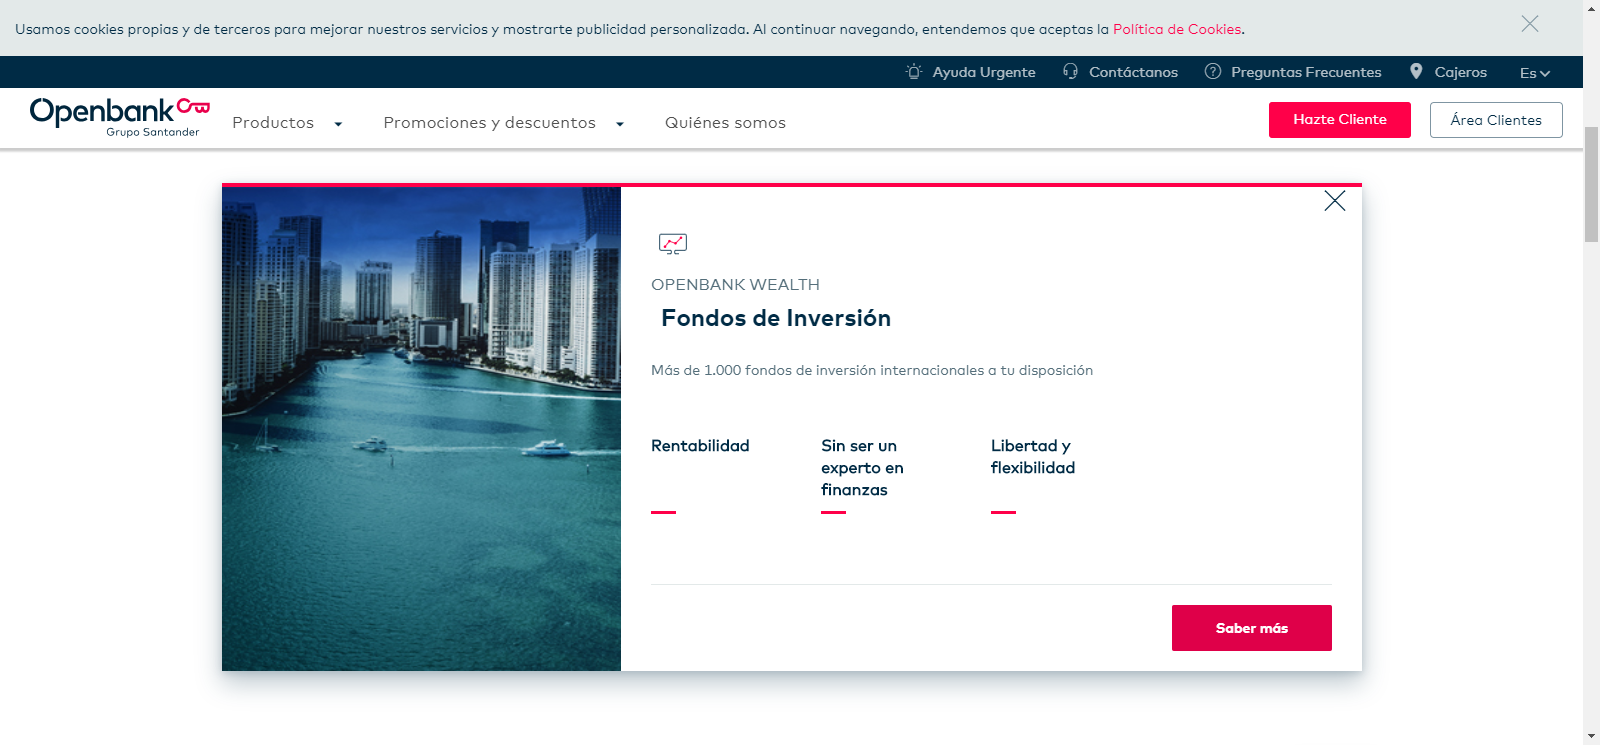 Usamos cookies propias y de terceros para mejorar nuestros servicios y mostrarte publicidad personalizada. Al continuar navegando, entendemos que aceptas la Política de Cookies.
Ayuda Urgente Contáctanos Preguntas Frecuentes Cajeros Es
Openbank
Grupo Santander
Productos Promociones y descuentos Quiénes somos
Hazte Cliente Área Clientes
OPENBANK WEALTH
Fondos de Inversión
Más de 1.000 fondos de inversión internacionales a tu disposición
Rentabilidad
Sin ser un
experto en
finanzas
Libertad y
flexibilidad
Saber más